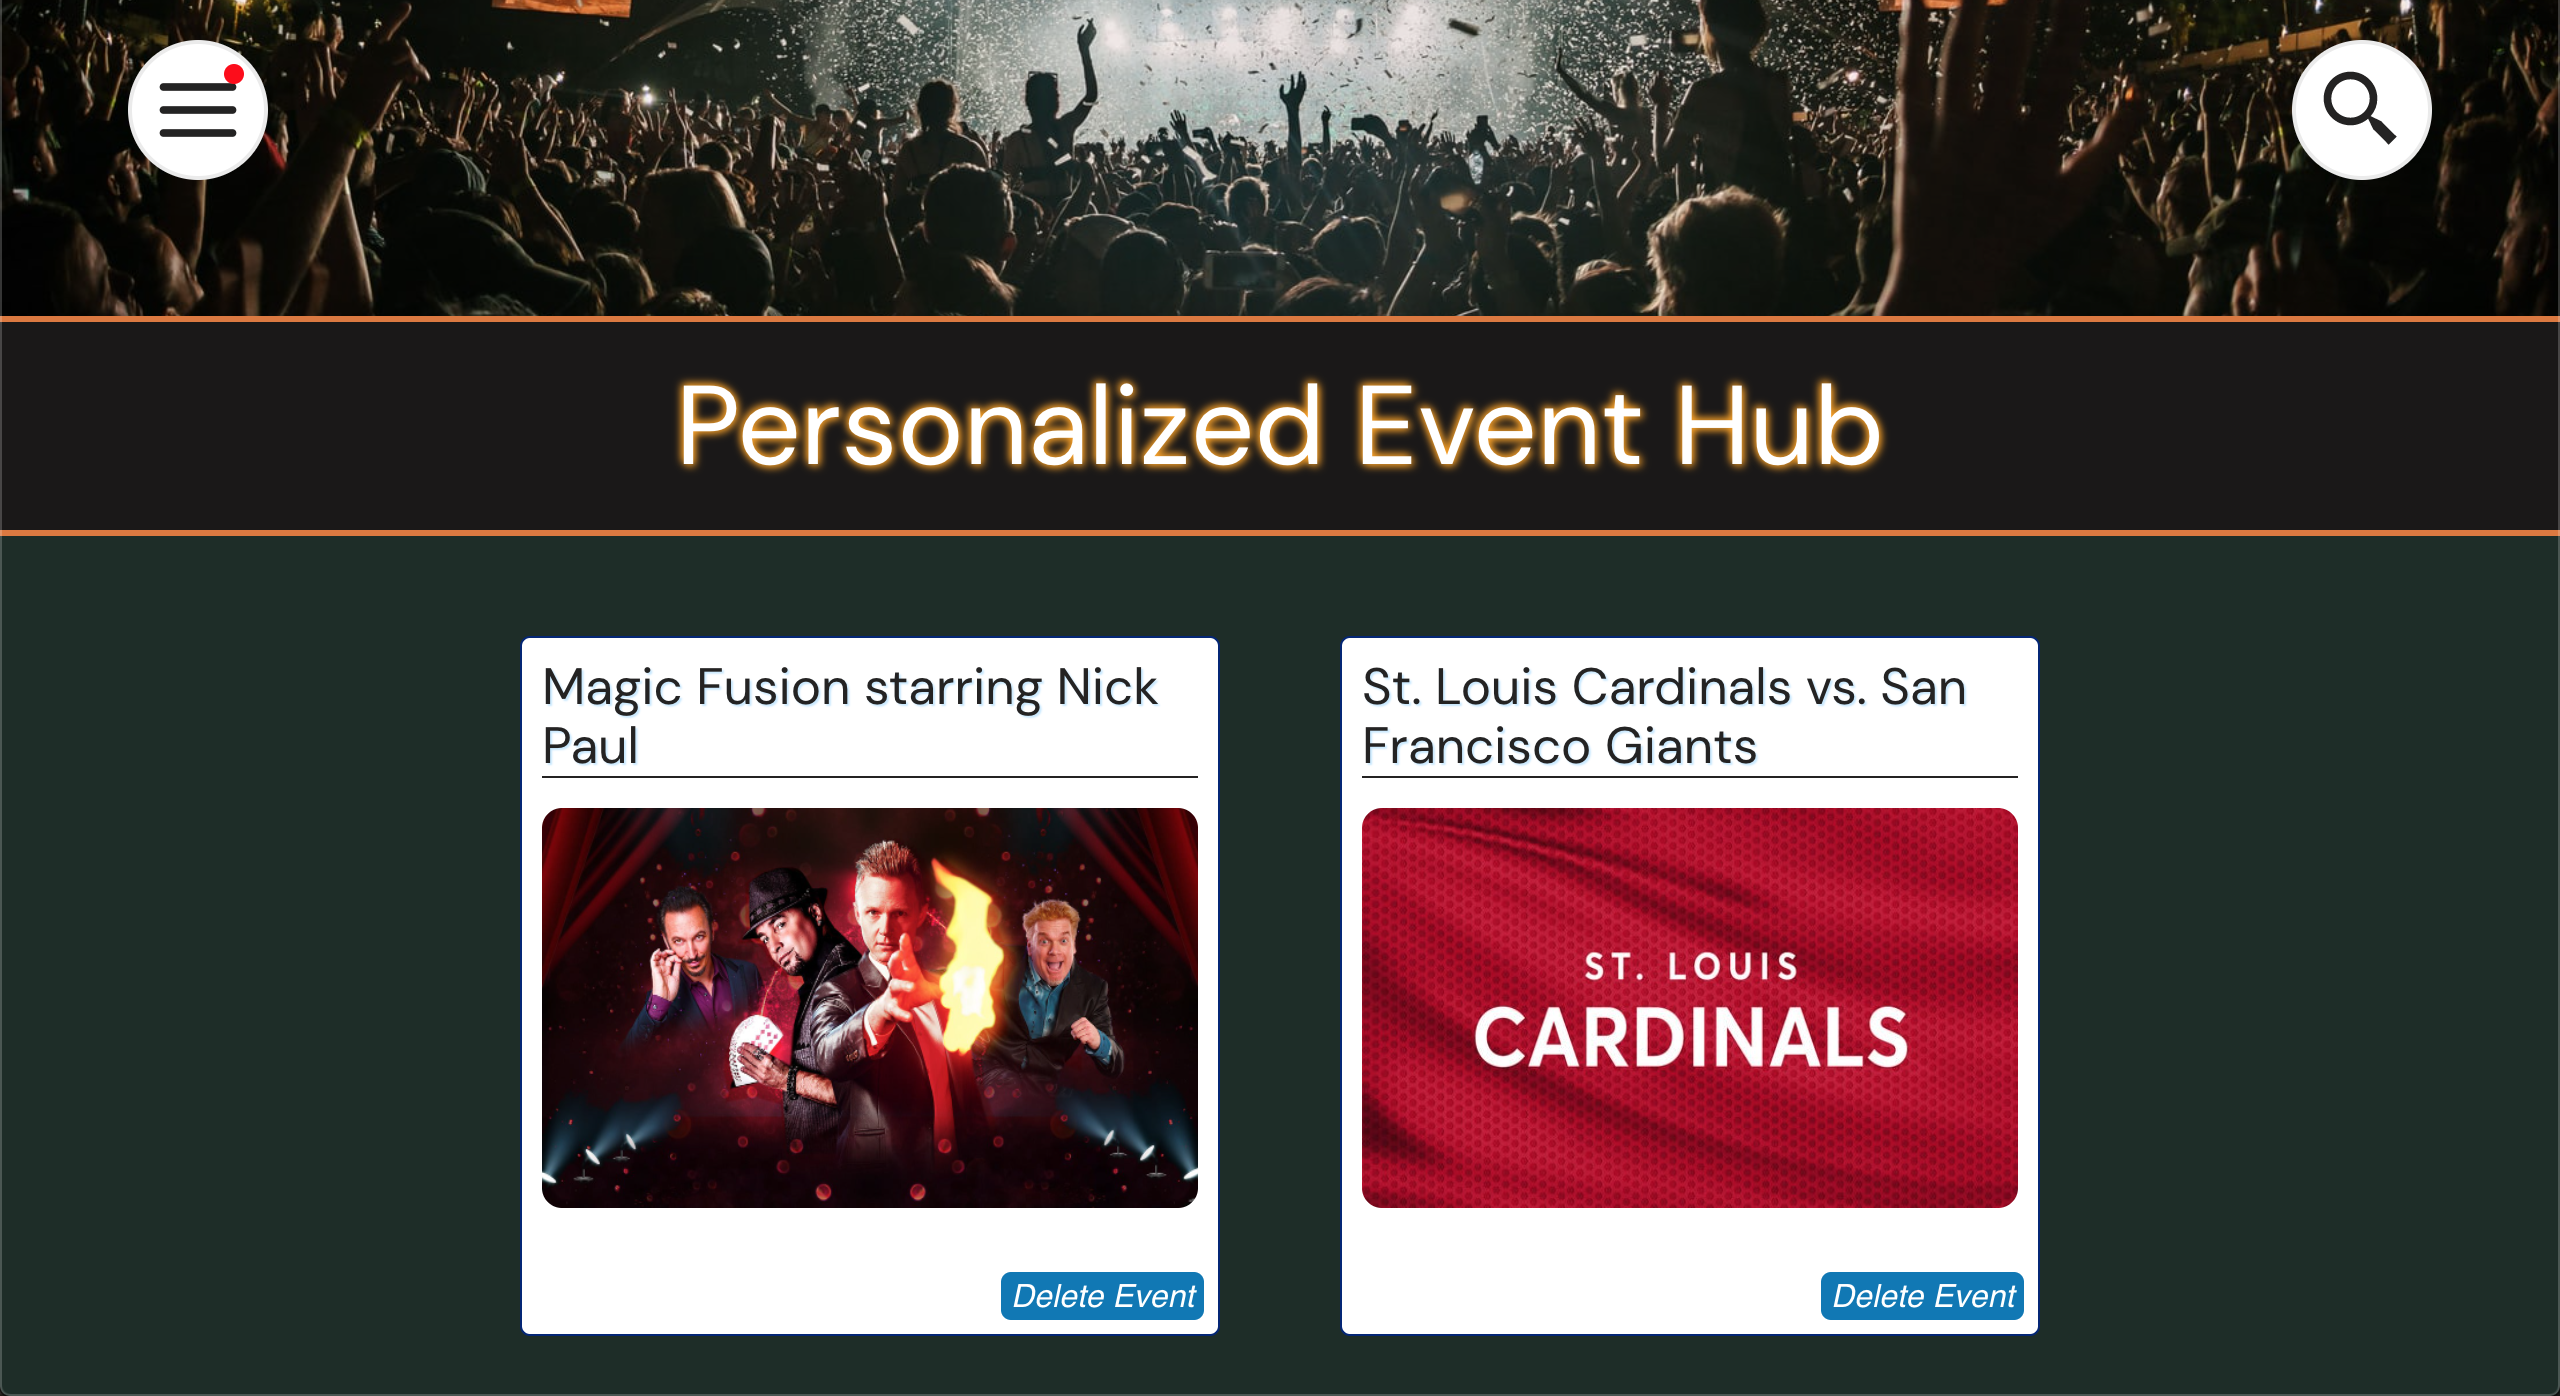 Personalized Event Hub
Magic Fusion starring Nick
Paul
St. Louis Cardinals vs. San
Francisco Giants
ST. LOUIS
CARDINALS
Delete Event
Delete Event